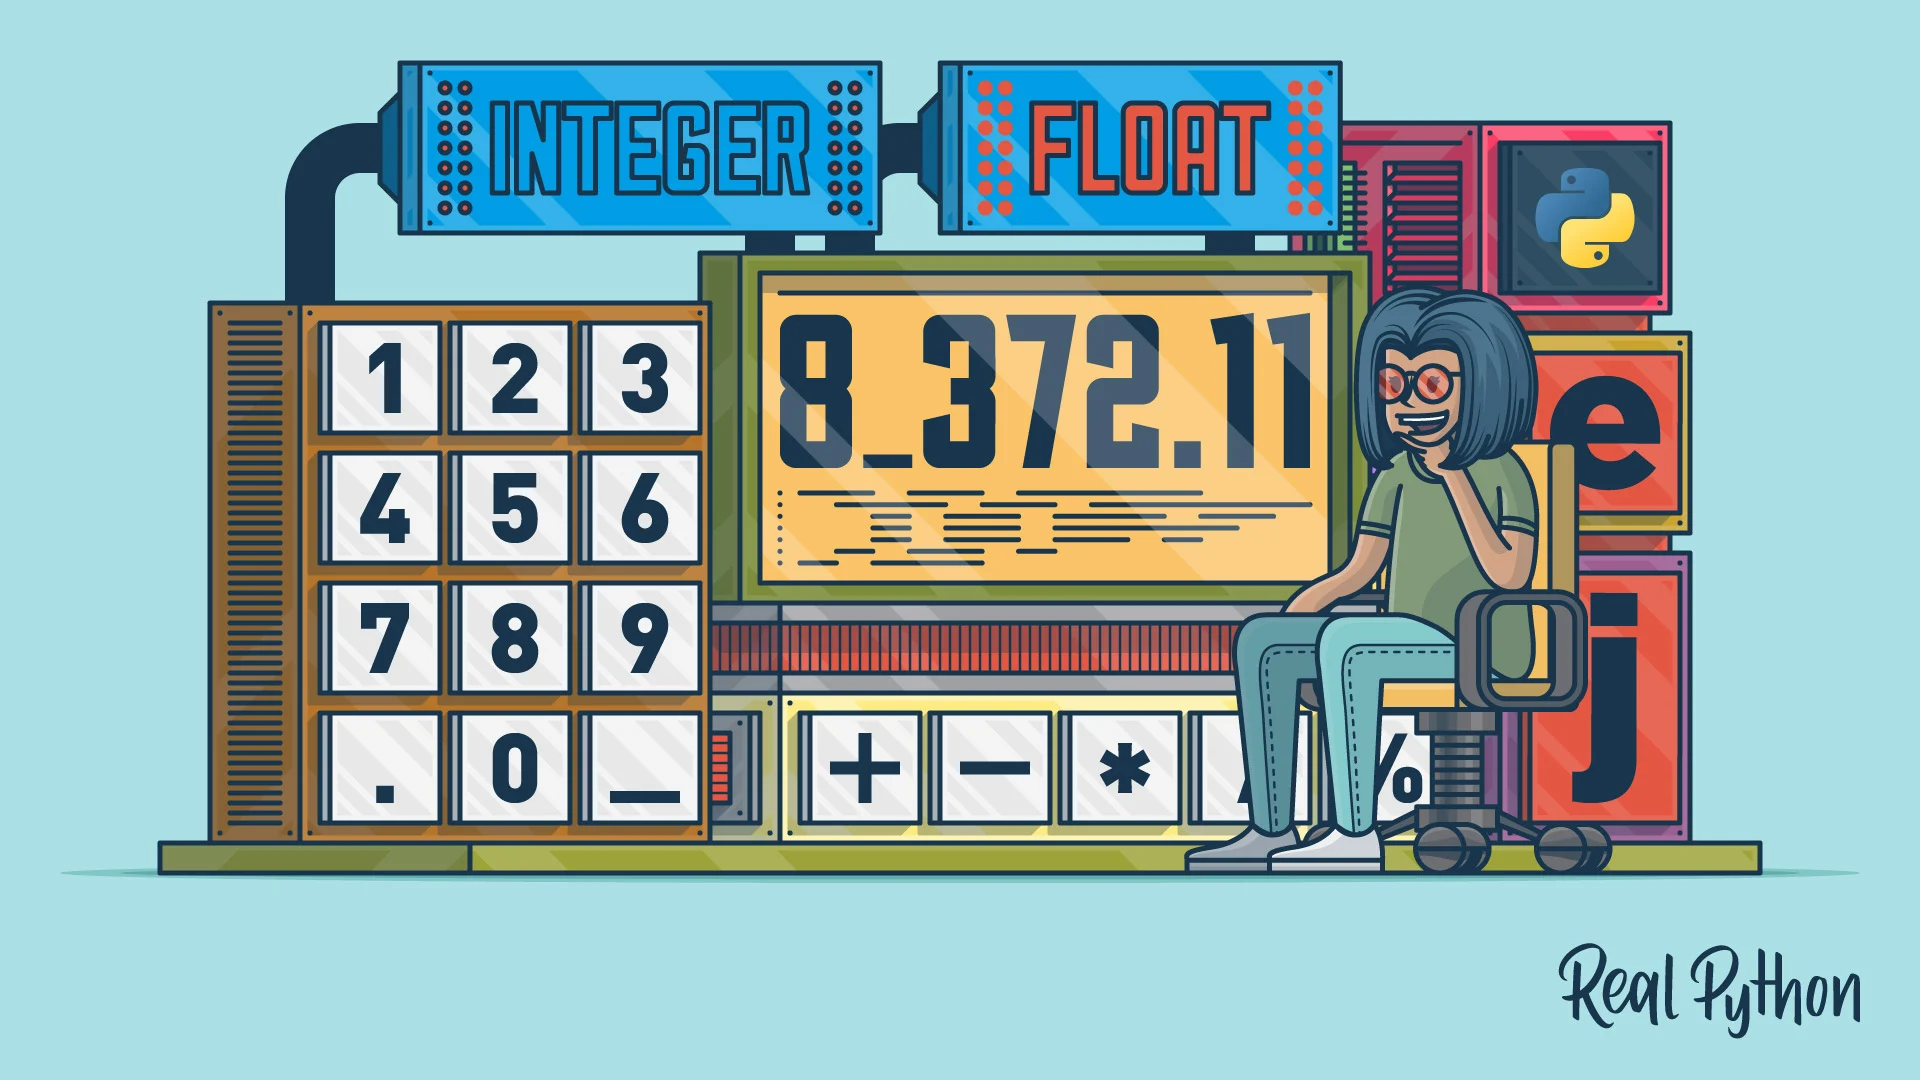 INTEGER
FLOAT
8_372.11
1 2 3
4 5 6
7 8 9
. 0 _
+ − * %
e
j
Real Python